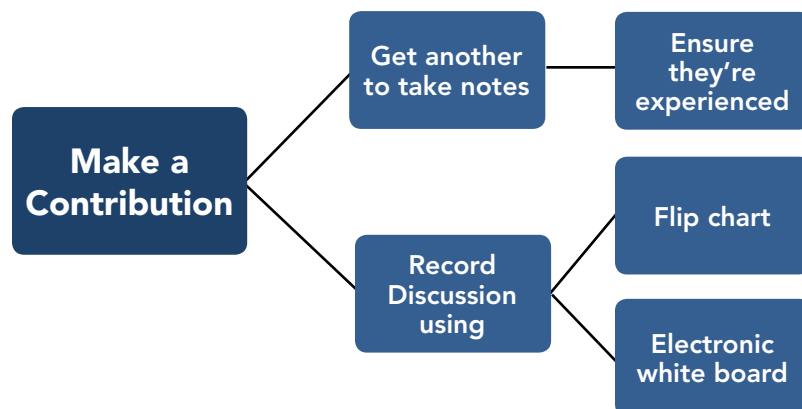 Make a
Contribution
Get another
to take notes
Ensure
they're
experienced
Record
Discussion
using
Flip chart
Electronic
white board